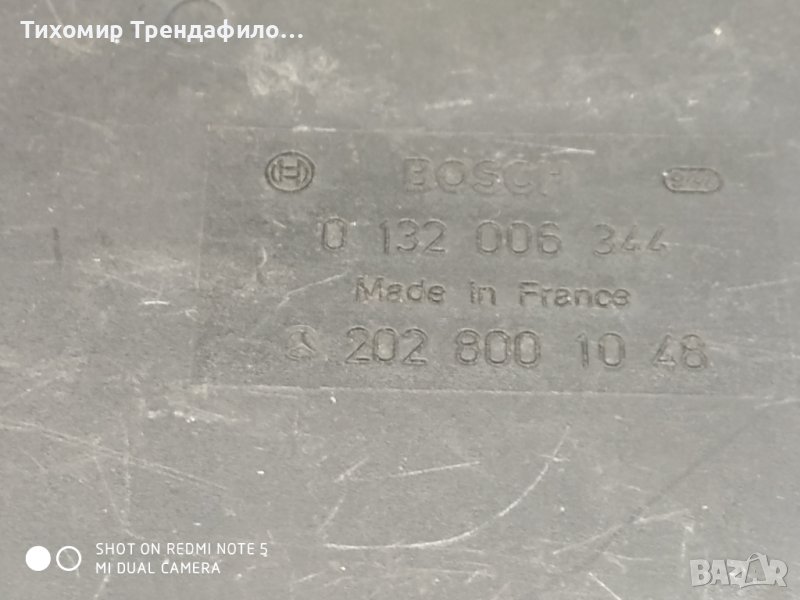 Тихомир Трендафило...
BOSCH
0 132 006 344
Made in France
202 800 10 48
SHOT ON REDMI NOTE 5
MI DUAL CAMERA
BAZAR